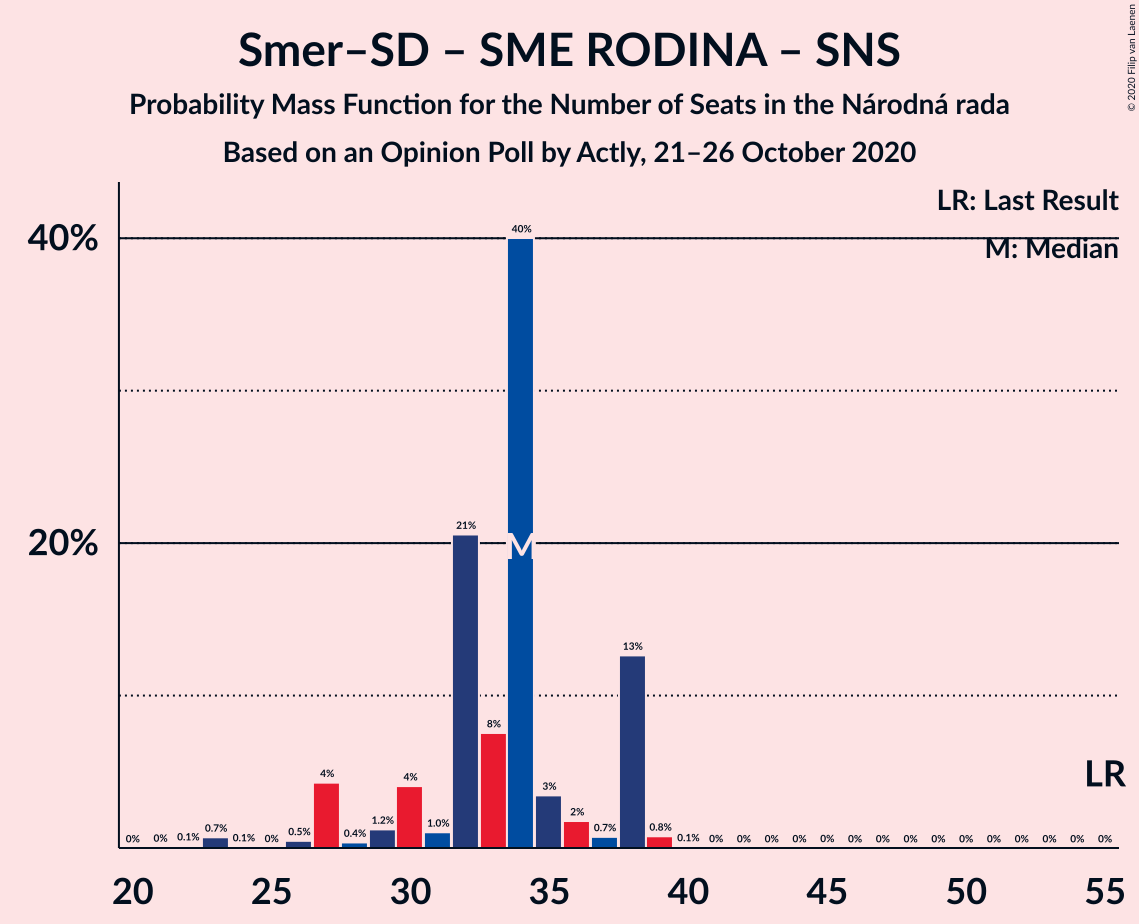 © 2020 Filip van Laenen
Smer–SD – SME RODINA – SNS
Probability Mass Function for the Number of Seats in the Národná rada
Based on an Opinion Poll by Actly, 21–26 October 2020
LR: Last Result
M: Median
40%
20%
0% 0% 0.1% 0.7% 0.1% 0% 0.5% 4% 0.4% 1.2% 4% 1.0% 21% 8% 40% 3% 2% 0.7% 13% 0.8% 0.1% 0% 0% 0% 0% 0% 0% 0% 0% 0% 0% 0% 0% 0% 0% 0%
M
LR
20 25 30 35 40 45 50 55